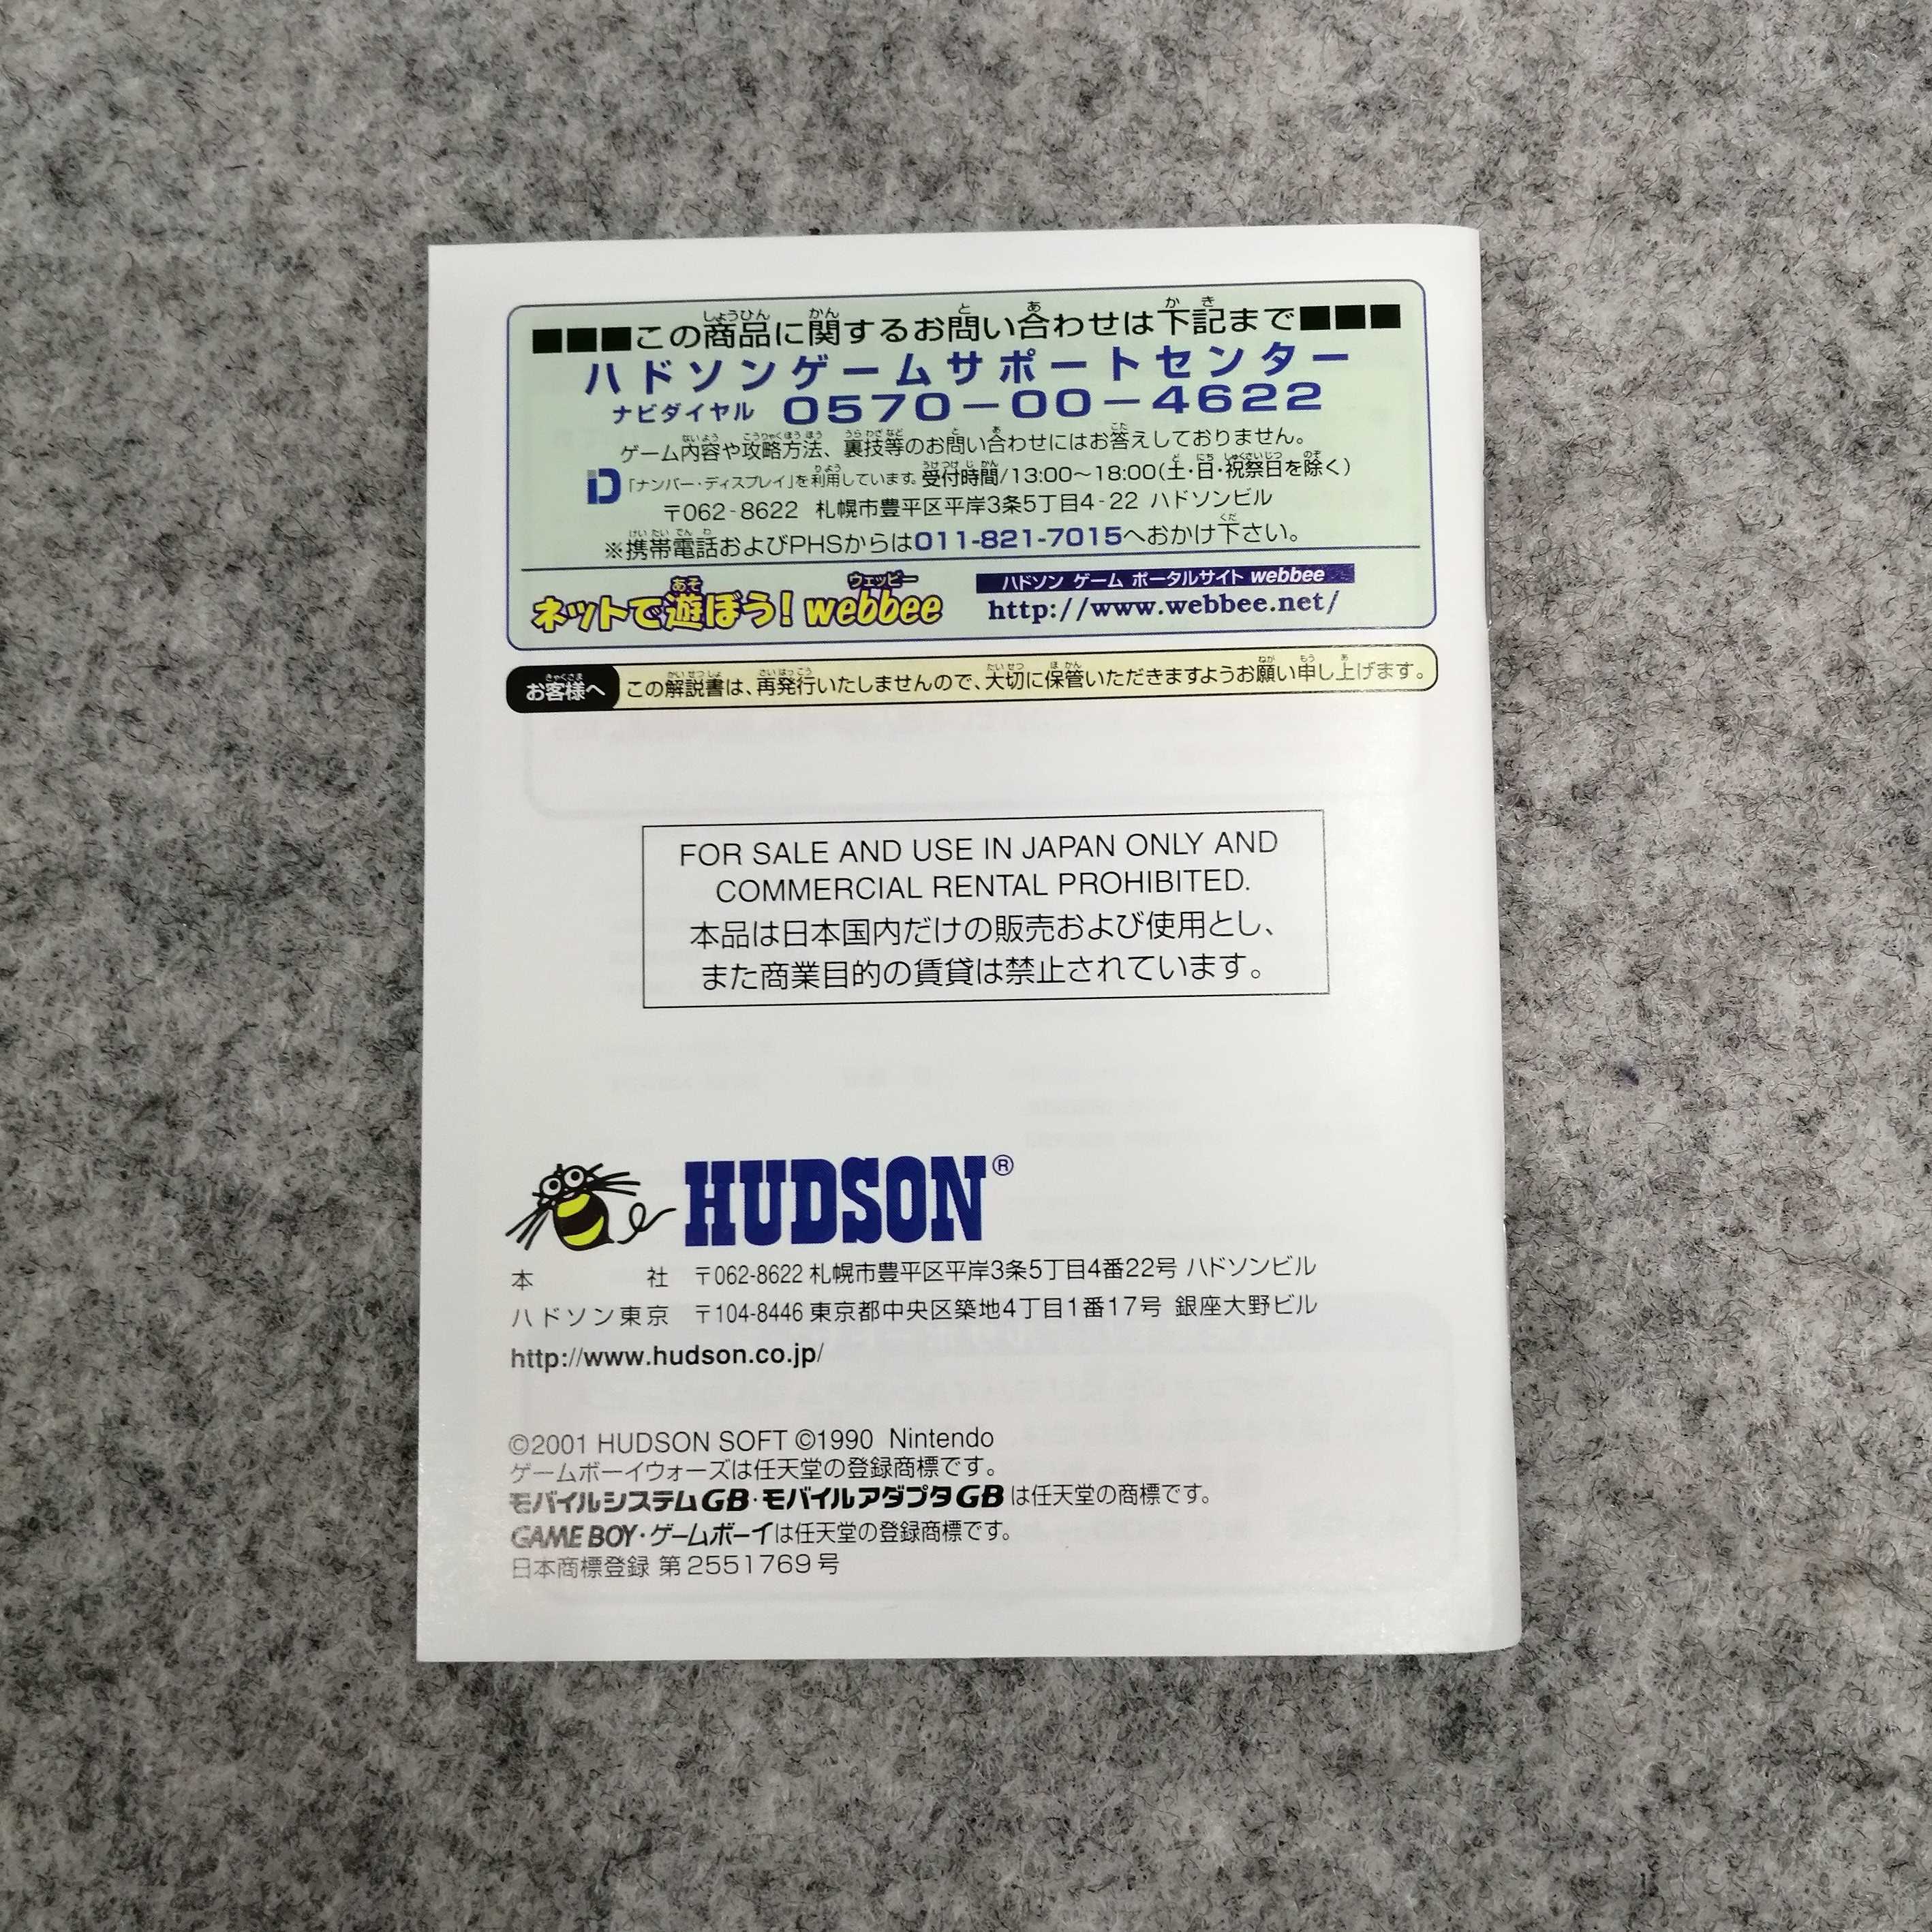 ■■■この商品に関するお問い合わせは下記まで■■■
ハドソンゲームサポートセンター
ナビダイヤル 0570-00-4622
ゲーム内容や攻略方法、裏技等のお問い合わせにはお答えしておりません。
「ナンバー・ディスプレイ」を利用しています。受付時間/13:00～18:00(土・日・祝祭日を除く)
〒062-8622 札幌市豊平区平岸3条5丁目4-22 ハドソンビル
※携帯電話およびPHSからは011-821-7015へおかけ下さい。
ネットで遊ぼう!webbee
ハドソン ゲーム ポータルサイト webbee
http://www.webbee.net/
お客様へ この解説書は、再発行いたしませんので、大切に保管いただきますようお願い申し上げます。
FOR SALE AND USE IN JAPAN ONLY AND
COMMERCIAL RENTAL PROHIBITED.
本品は日本国内だけの販売および使用とし、
また商業目的の賃貸は禁止されています。
HUDSON®
本社 〒062-8622 札幌市豊平区平岸3条5丁目4番22号 ハドソンビル
ハドソン東京 〒104-8446 東京都中央区築地4丁目1番17号 銀座大野ビル
http://www.hudson.co.jp/
©2001 HUDSON SOFT ©1990 Nintendo
ゲームボーイウォーズは任天堂の登録商標です。
モバイルシステムGB・モバイルアダプタGBは任天堂の商標です。
GAME BOY・ゲームボーイは任天堂の登録商標です。
日本商標登録 第2551769号